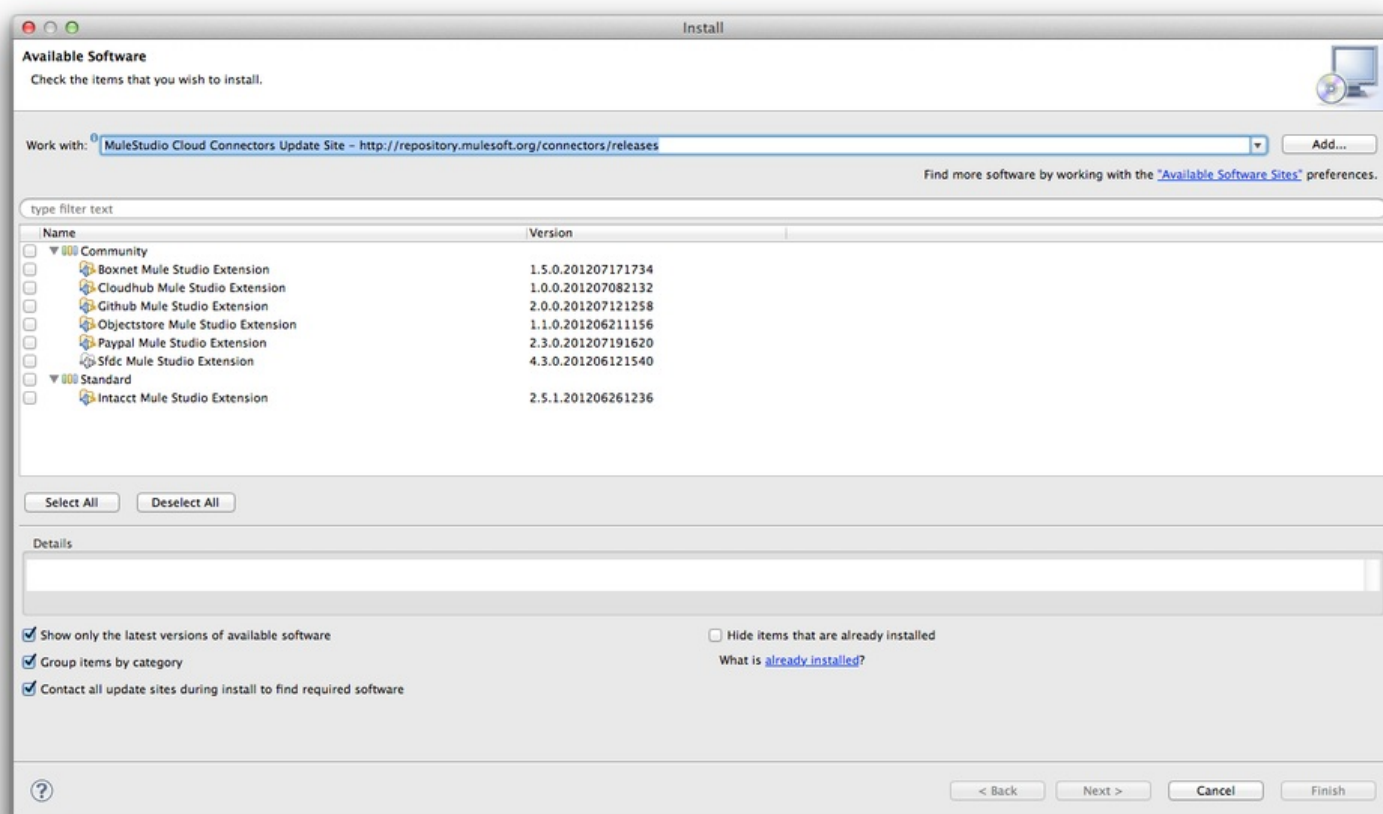 Install
Available Software
Check the items that you wish to install.
Work with: MuleStudio Cloud Connectors Update Site – http://repository.mulesoft.org/connectors/releases Add...
Find more software by working with the "Available Software Sites" preferences.
type filter text
Name Version
Community
Boxnet Mule Studio Extension 1.5.0.201207171734
Cloudhub Mule Studio Extension 1.0.0.201207082132
Github Mule Studio Extension 2.0.0.201207121258
Objectstore Mule Studio Extension 1.1.0.201206211156
Paypal Mule Studio Extension 2.3.0.201207191620
Sfdc Mule Studio Extension 4.3.0.201206121540
Standard
Intacct Mule Studio Extension 2.5.1.201206261236
Select All Deselect All
Details
Show only the latest versions of available software Hide items that are already installed
Group items by category What is already installed?
Contact all update sites during install to find required software
? < Back Next > Cancel Finish